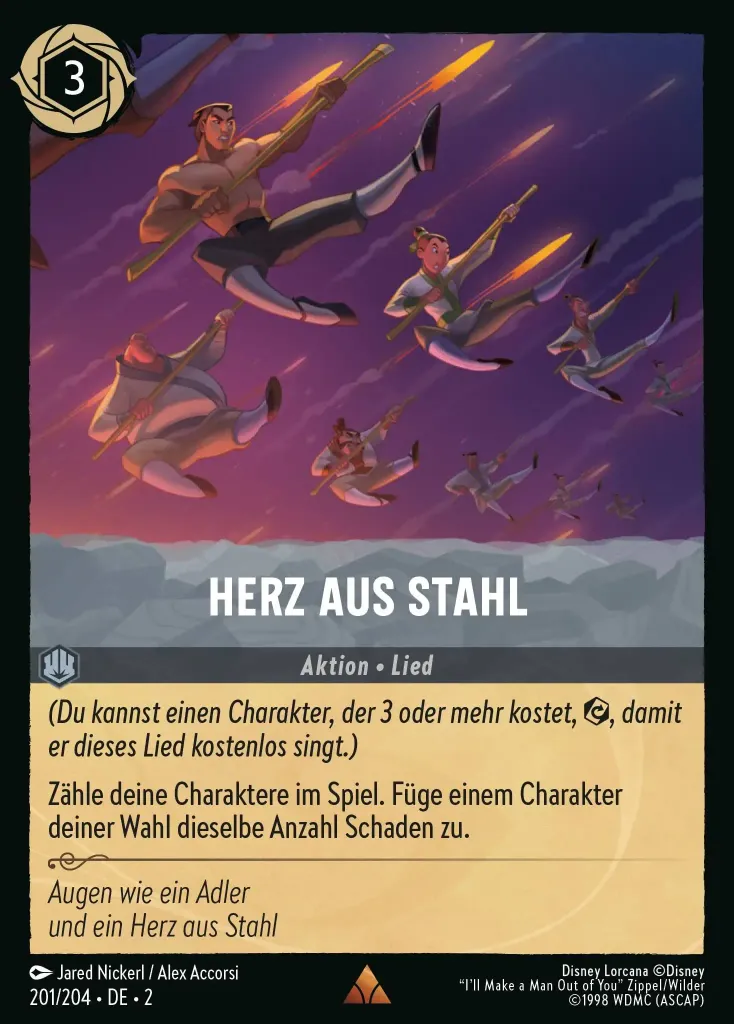 3
HERZ AUS STAHL
Aktion • Lied
(Du kannst einen Charakter, der 3 oder mehr kostet, , damit
er dieses Lied kostenlos singt.)
Zähle deine Charaktere im Spiel. Füge einem Charakter
deiner Wahl dieselbe Anzahl Schaden zu.
Augen wie ein Adler
und ein Herz aus Stahl
Jared Nickerl / Alex Accorsi
201/204 • DE • 2
Disney Lorcana ©Disney
“I’ll Make a Man Out of You” Zippel/Wilder
©1998 WDMC (ASCAP)